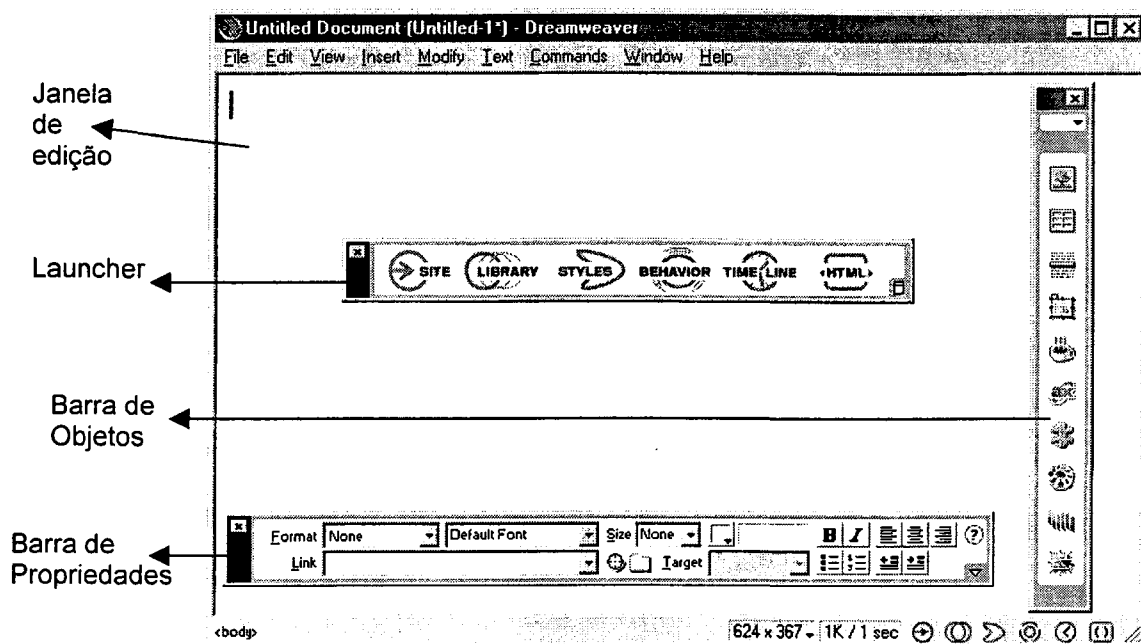 Untitled Document (Untitled-1*) - Dreamweaver
File Edit View Insert Modify Text Commands Window Help
Janela
de
edição
Launcher
SITE LIBRARY STYLES BEHAVIOR TIME LINE <HTML>
Barra de
Objetos
Barra de
Propriedades
Format None Default Font Size None B I
Link Target
<body> 624 x 367 1K / 1 sec